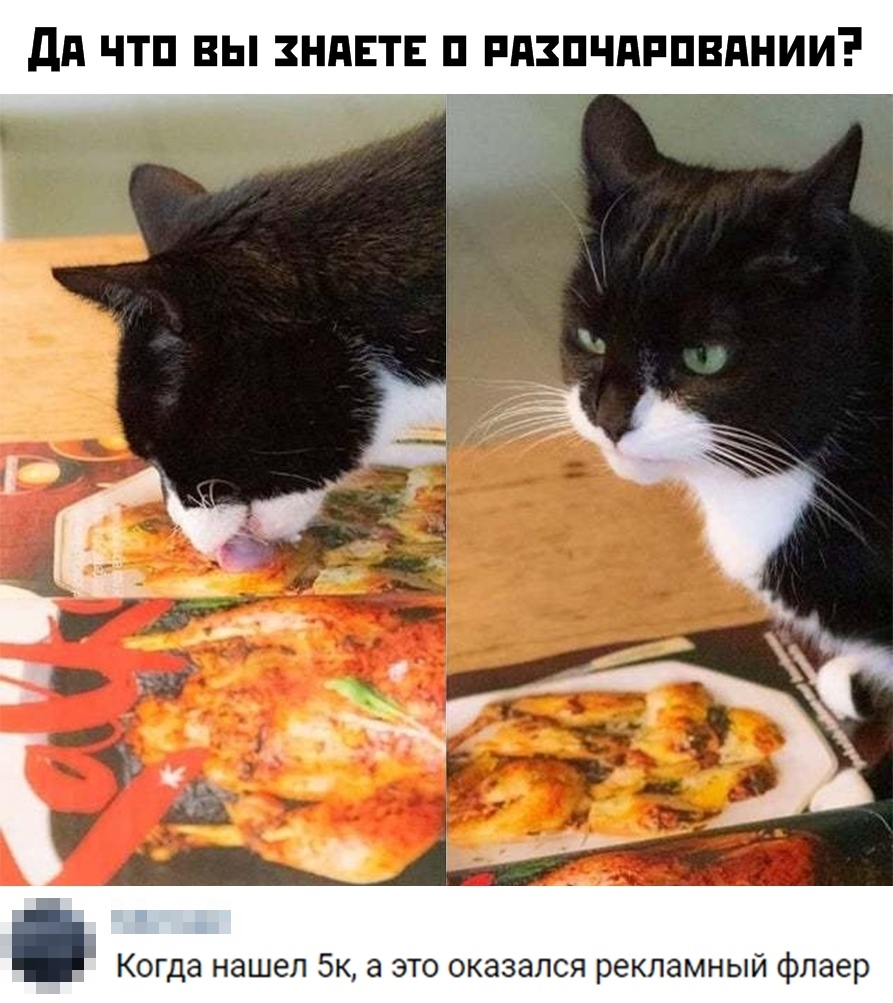 Да что вы знаете о разочаровании?
Когда нашел 5к, а это оказался рекламный флаер